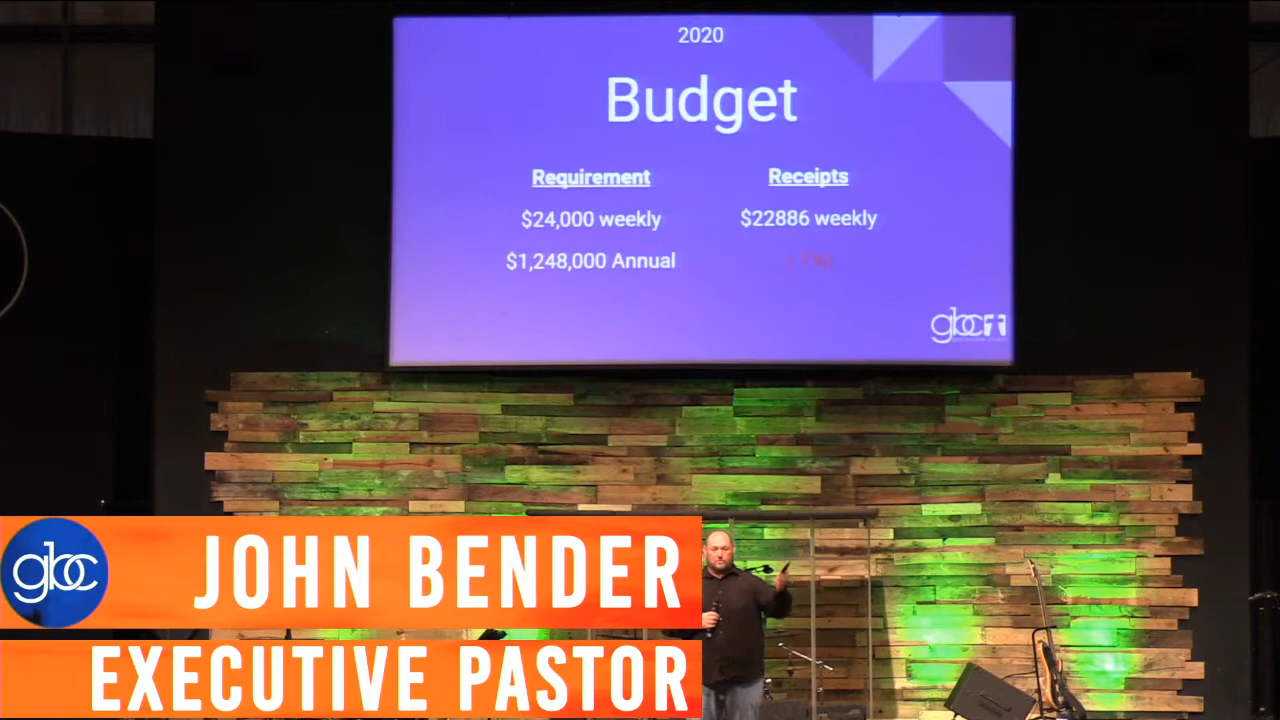 2020
Budget
Requirement Receipts
$24,000 weekly $22886 weekly
$1,248,000 Annual
gbc
gbc
JOHN BENDER
EXECUTIVE PASTOR